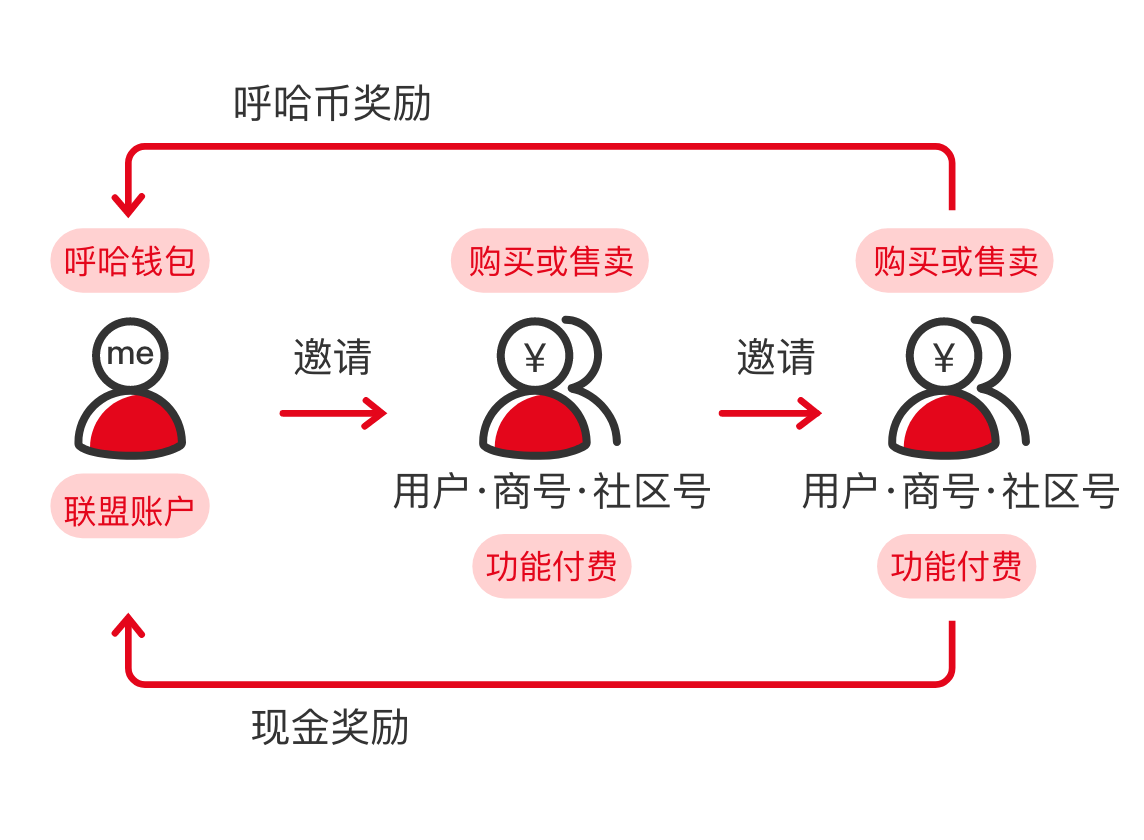 呼哈币奖励
呼哈钱包
购买或售卖
购买或售卖
me
邀请
¥
邀请
¥
联盟账户
用户·商号·社区号
用户·商号·社区号
功能付费
功能付费
现金奖励